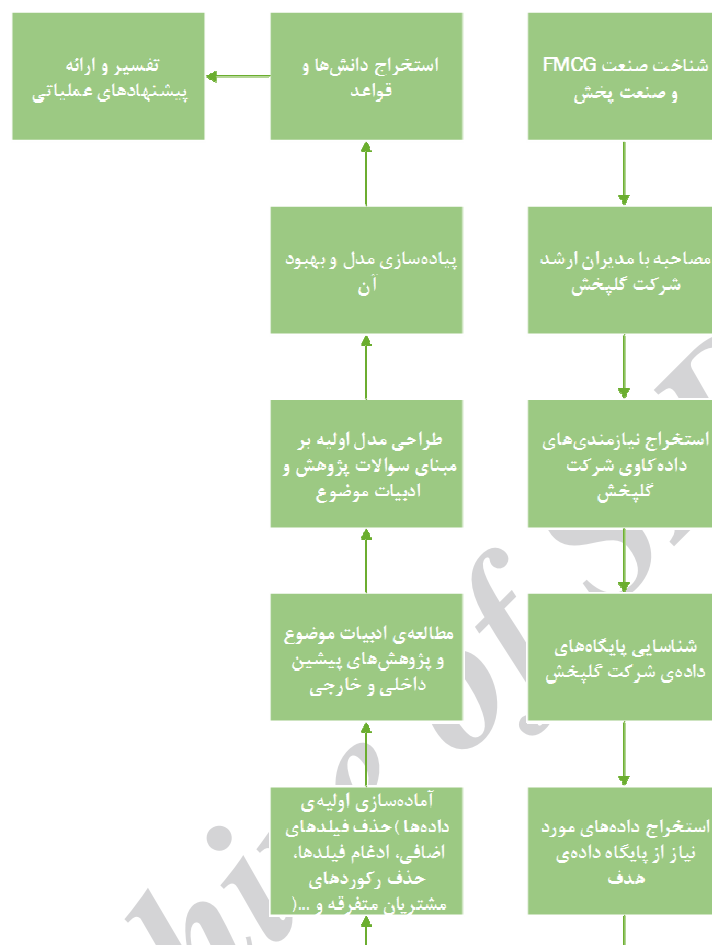 شناخت صنعت FMCG
و صنعت پخش
مصاحبه با مدیران ارشد
شرکت گلپخش
استخراج نیازمندی‌های
داده‌کاوی شرکت
گلپخش
شناسایی پایگاه‌های
داده‌ی شرکت گلپخش
استخراج داده‌های مورد
نیاز از پایگاه داده‌ی
هدف
آماده‌سازی اولیه‌ی
داده‌ها )حذف فیلدهای
اضافی، ادغام فیلدها،
حذف رکوردهای
مشتریان متفرقه و ...(
مطالعه‌ی ادبیات موضوع
و پژوهش‌های پیشین
داخلی و خارجی
طراحی مدل اولیه بر
مبنای سوالات پژوهش و
ادبیات موضوع
پیاده‌سازی مدل و بهبود
آن
استخراج دانش‌ها و
قواعد
تفسیر و ارائه
پیشنهادهای عملیاتی